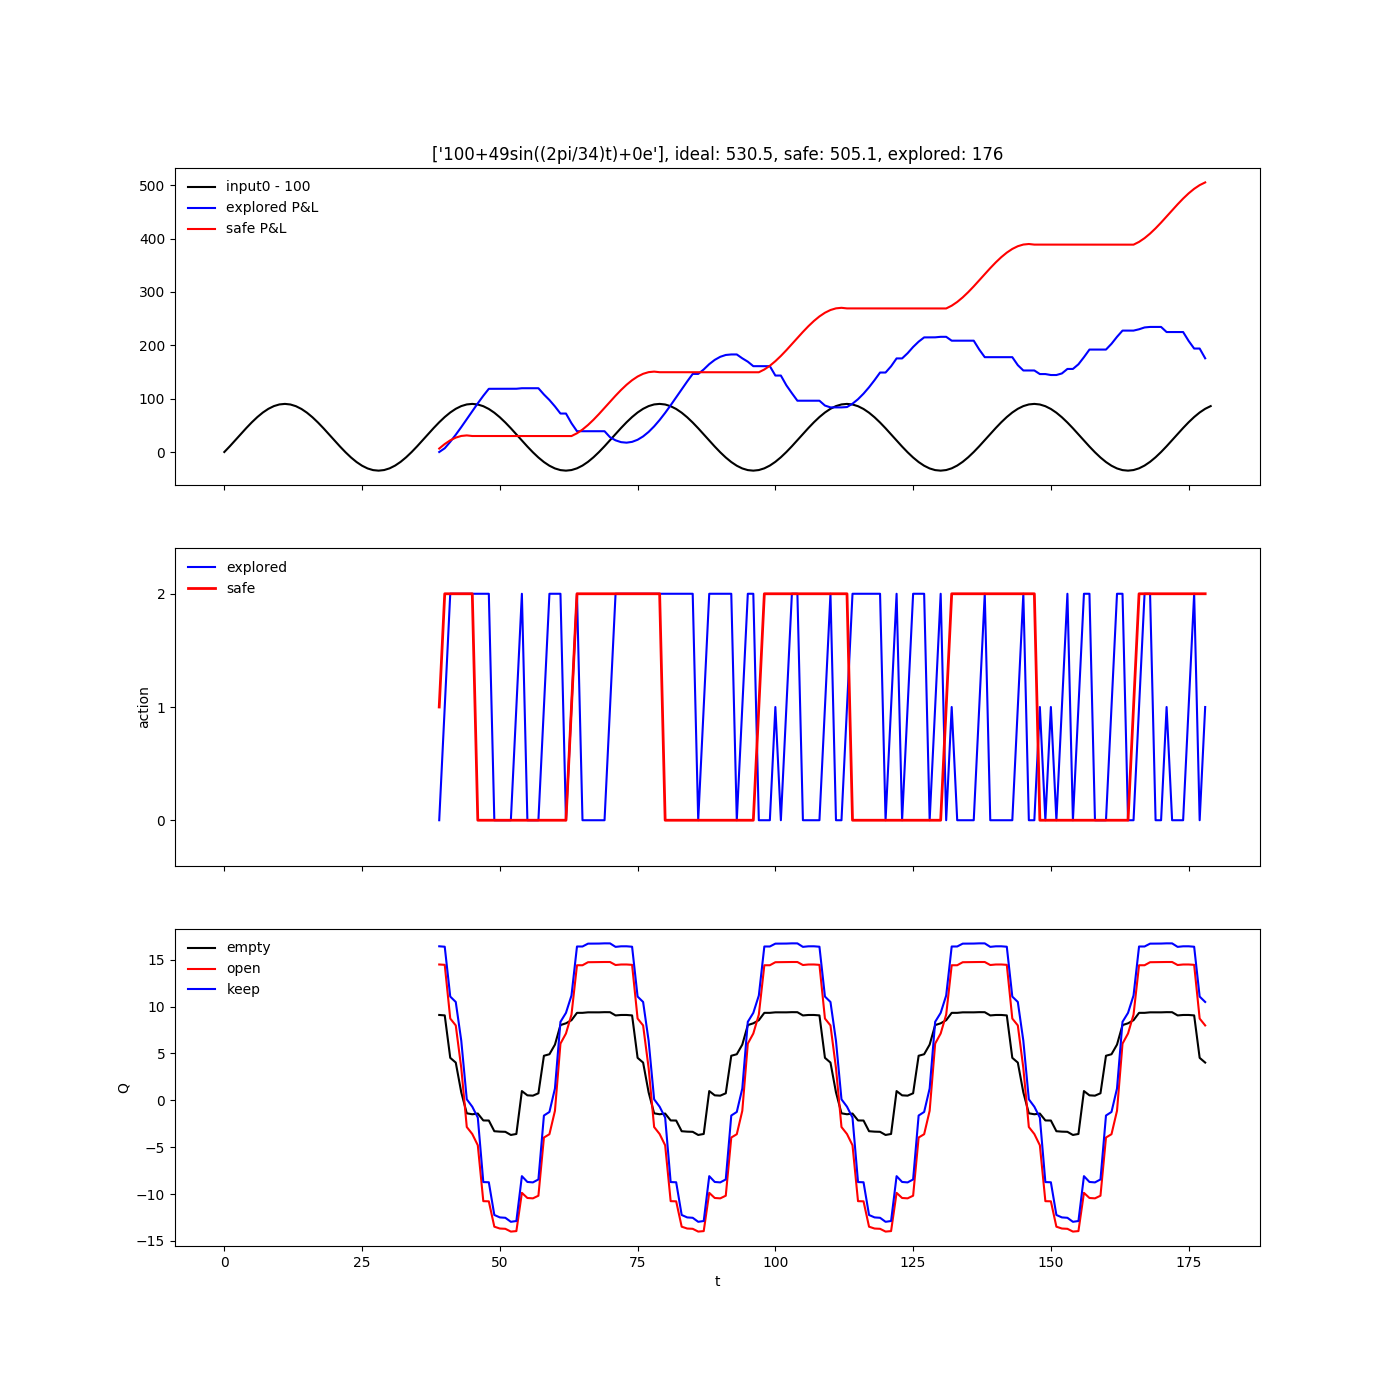 ['100+49sin((2pi/34)t)+0e'], ideal: 530.5, safe: 505.1, explored: 176
input0 - 100
explored P&L
safe P&L
500
400
300
200
100
0
explored
safe
2
1
0
action
empty
open
keep
15
10
5
0
−5
−10
−15
Q
0 25 50 75 100 125 150 175
t